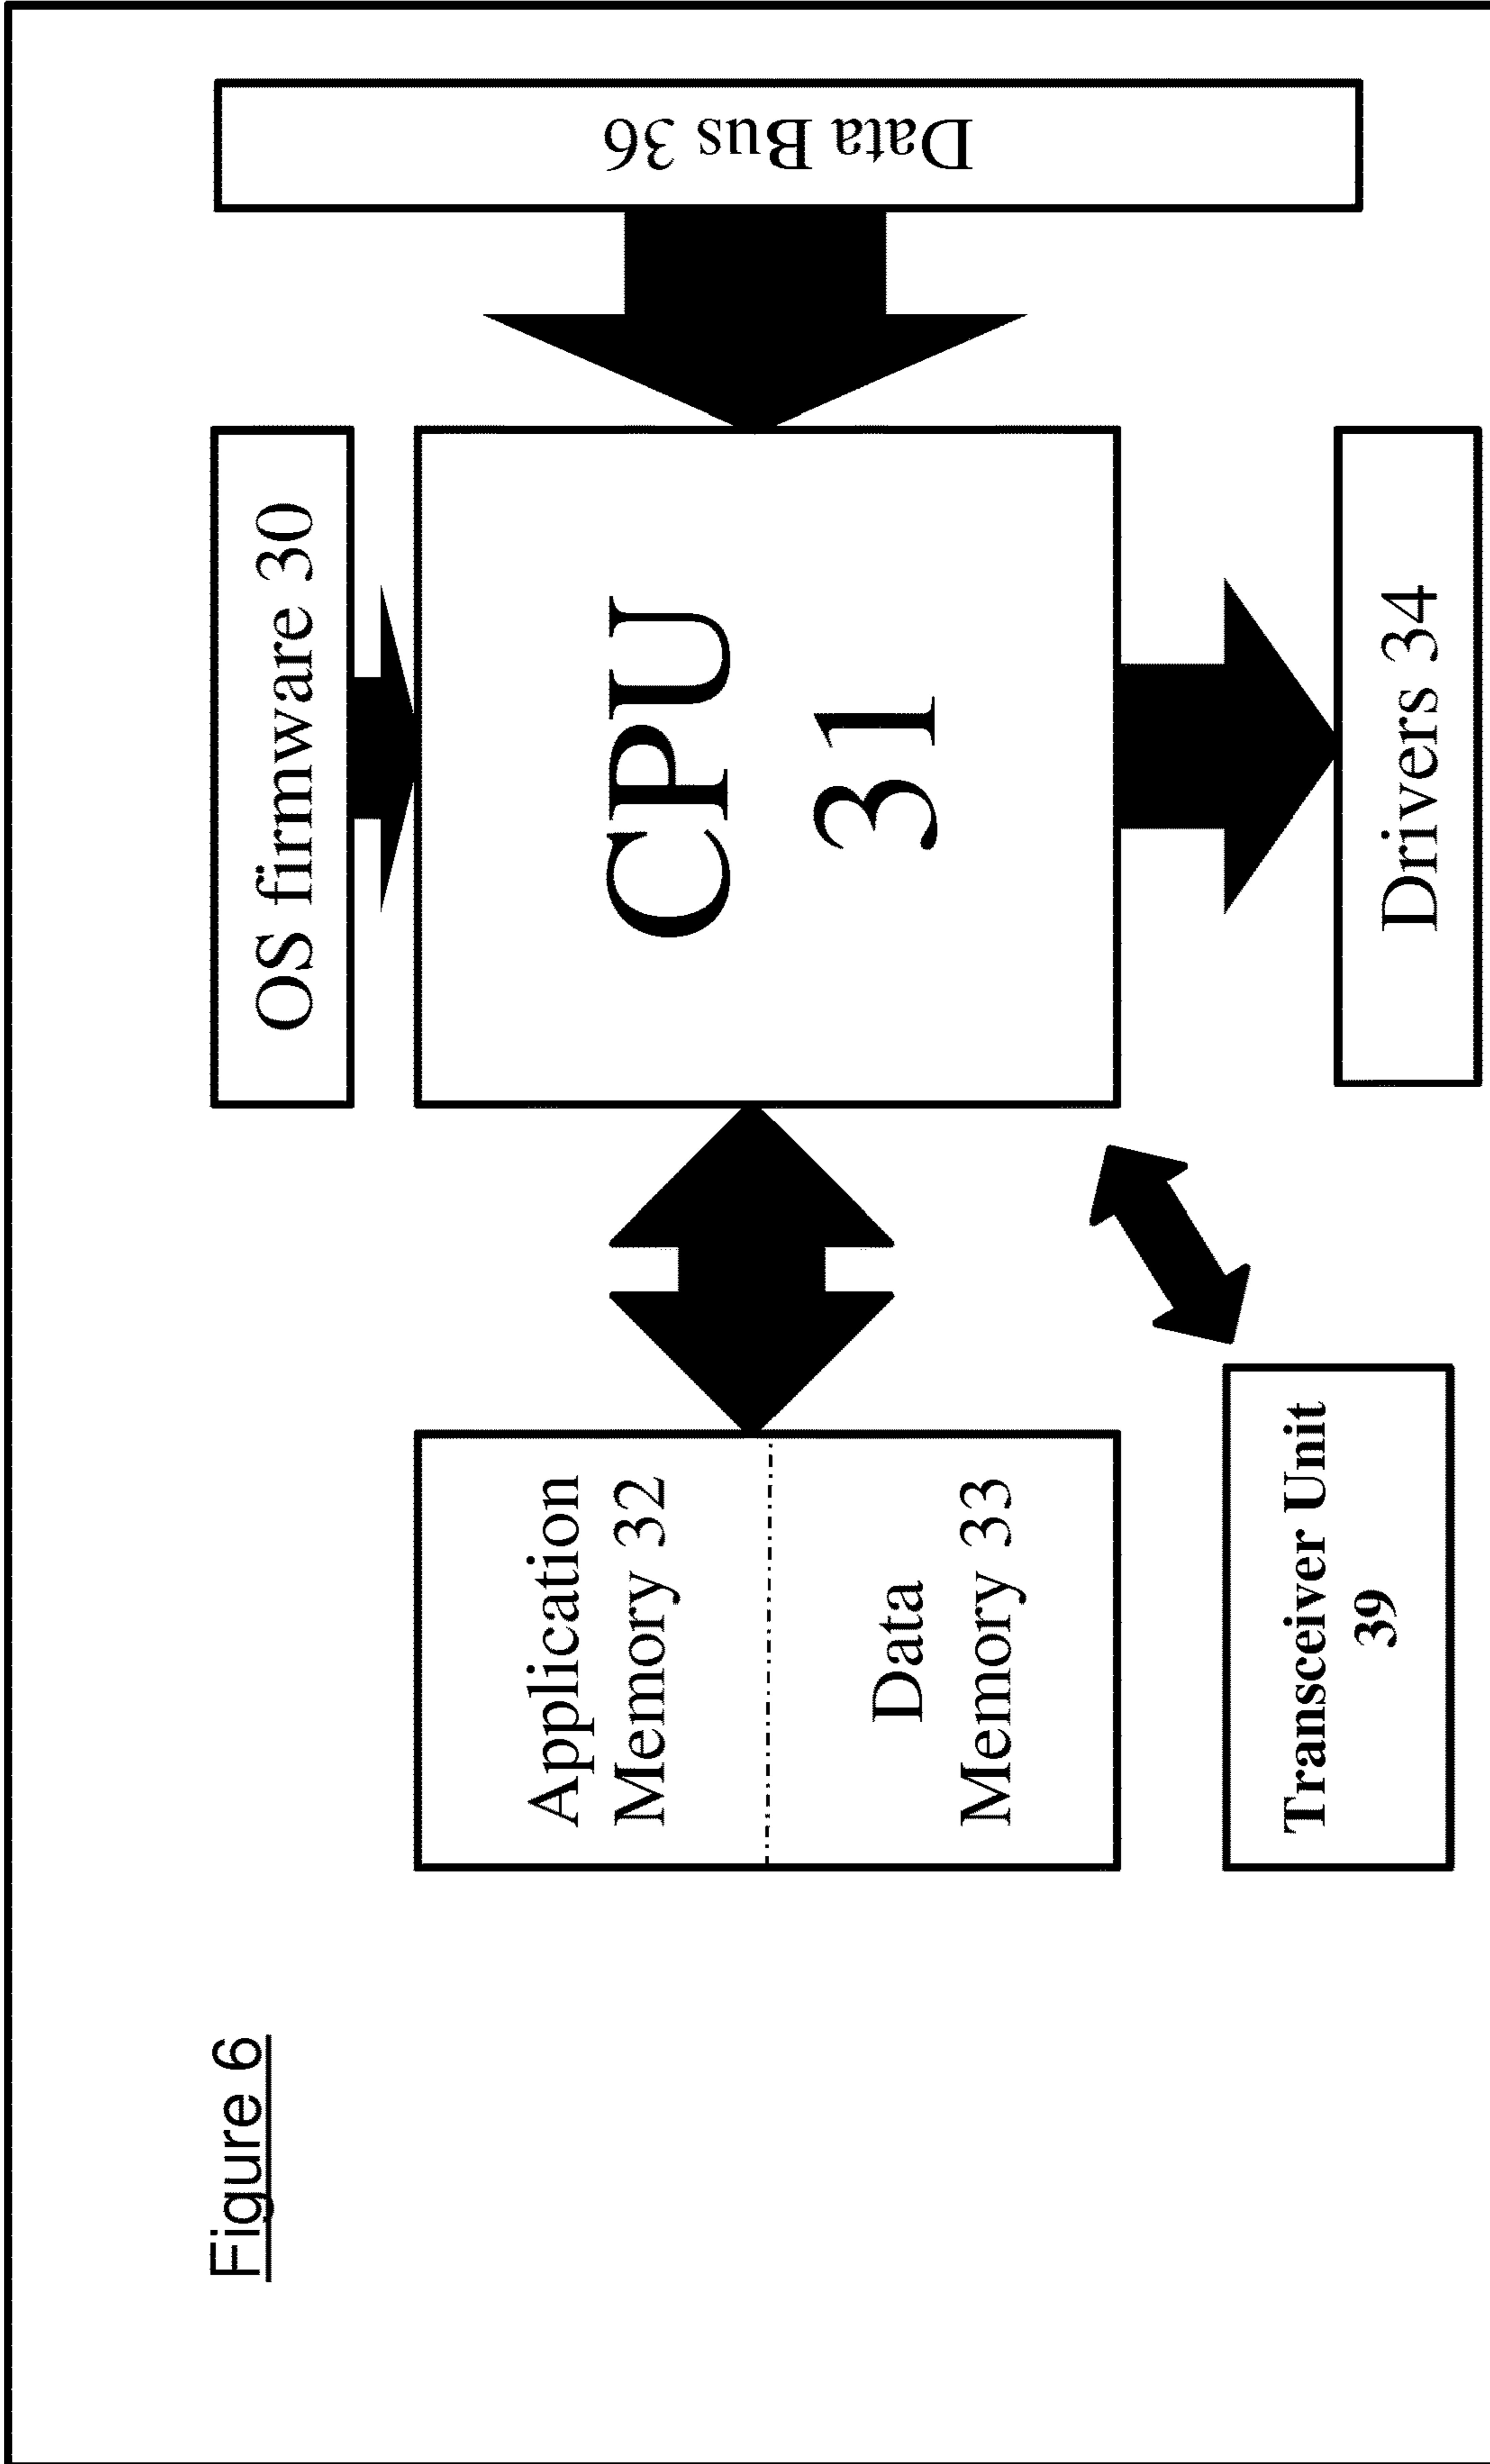 Figure 6
OS firmware 30
Application
Memory 32
Data
Memory 33
CPU
31
Data Bus 36
Transceiver Unit
39
Drivers 34